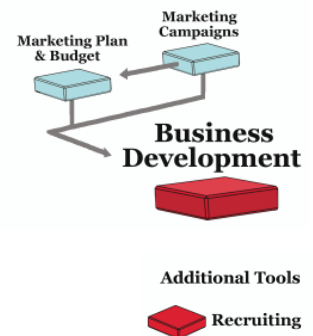 Marketing
Campaigns
Marketing Plan
& Budget
Business
Development
Additional Tools
Recruiting